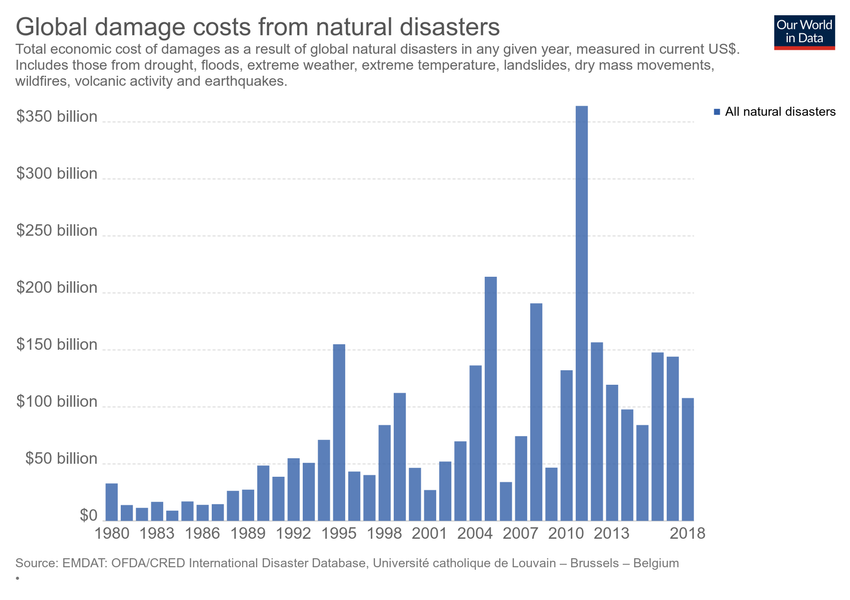 Global damage costs from natural disasters
Our World
in Data
Total economic cost of damages as a result of global natural disasters in any given year, measured in current US$.
Includes those from drought, floods, extreme weather, extreme temperature, landslides, dry mass movements,
wildfires, volcanic activity and earthquakes.
All natural disasters
$350 billion
$300 billion
$250 billion
$200 billion
$150 billion
$100 billion
$50 billion
$0
1980 1983 1986 1989 1992 1995 1998 2001 2004 2007 2010 2013 2018
Source: EMDAT: OFDA/CRED International Disaster Database, Université catholique de Louvain – Brussels – Belgium
•